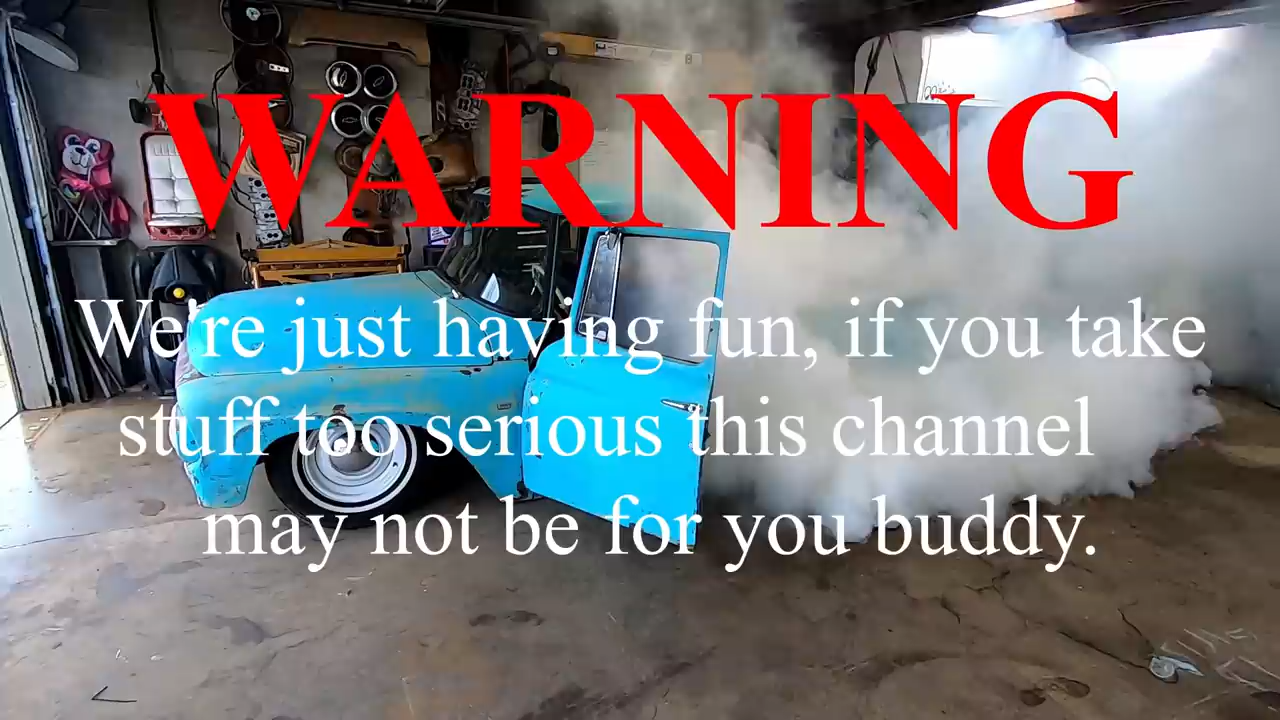 WARNING
We're just having fun, if you take
stuff too serious this channel
may not be for you buddy.